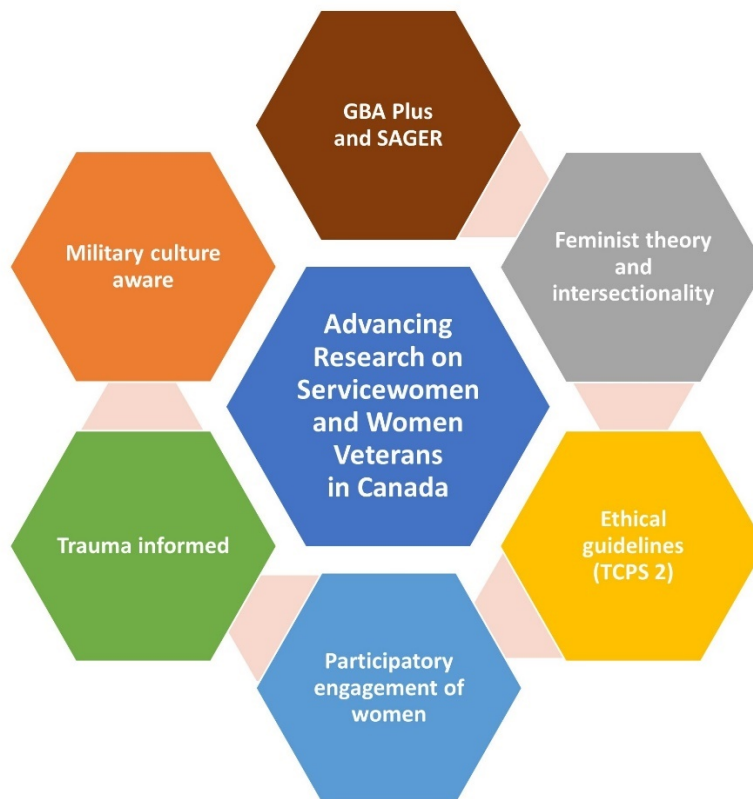 GBA Plus
and SAGER
Feminist theory
and
intersectionality
Ethical
guidelines
(TCPS 2)
Participatory
engagement of
women
Trauma informed
Military culture
aware
Advancing
Research on
Servicewomen
and Women
Veterans
in Canada